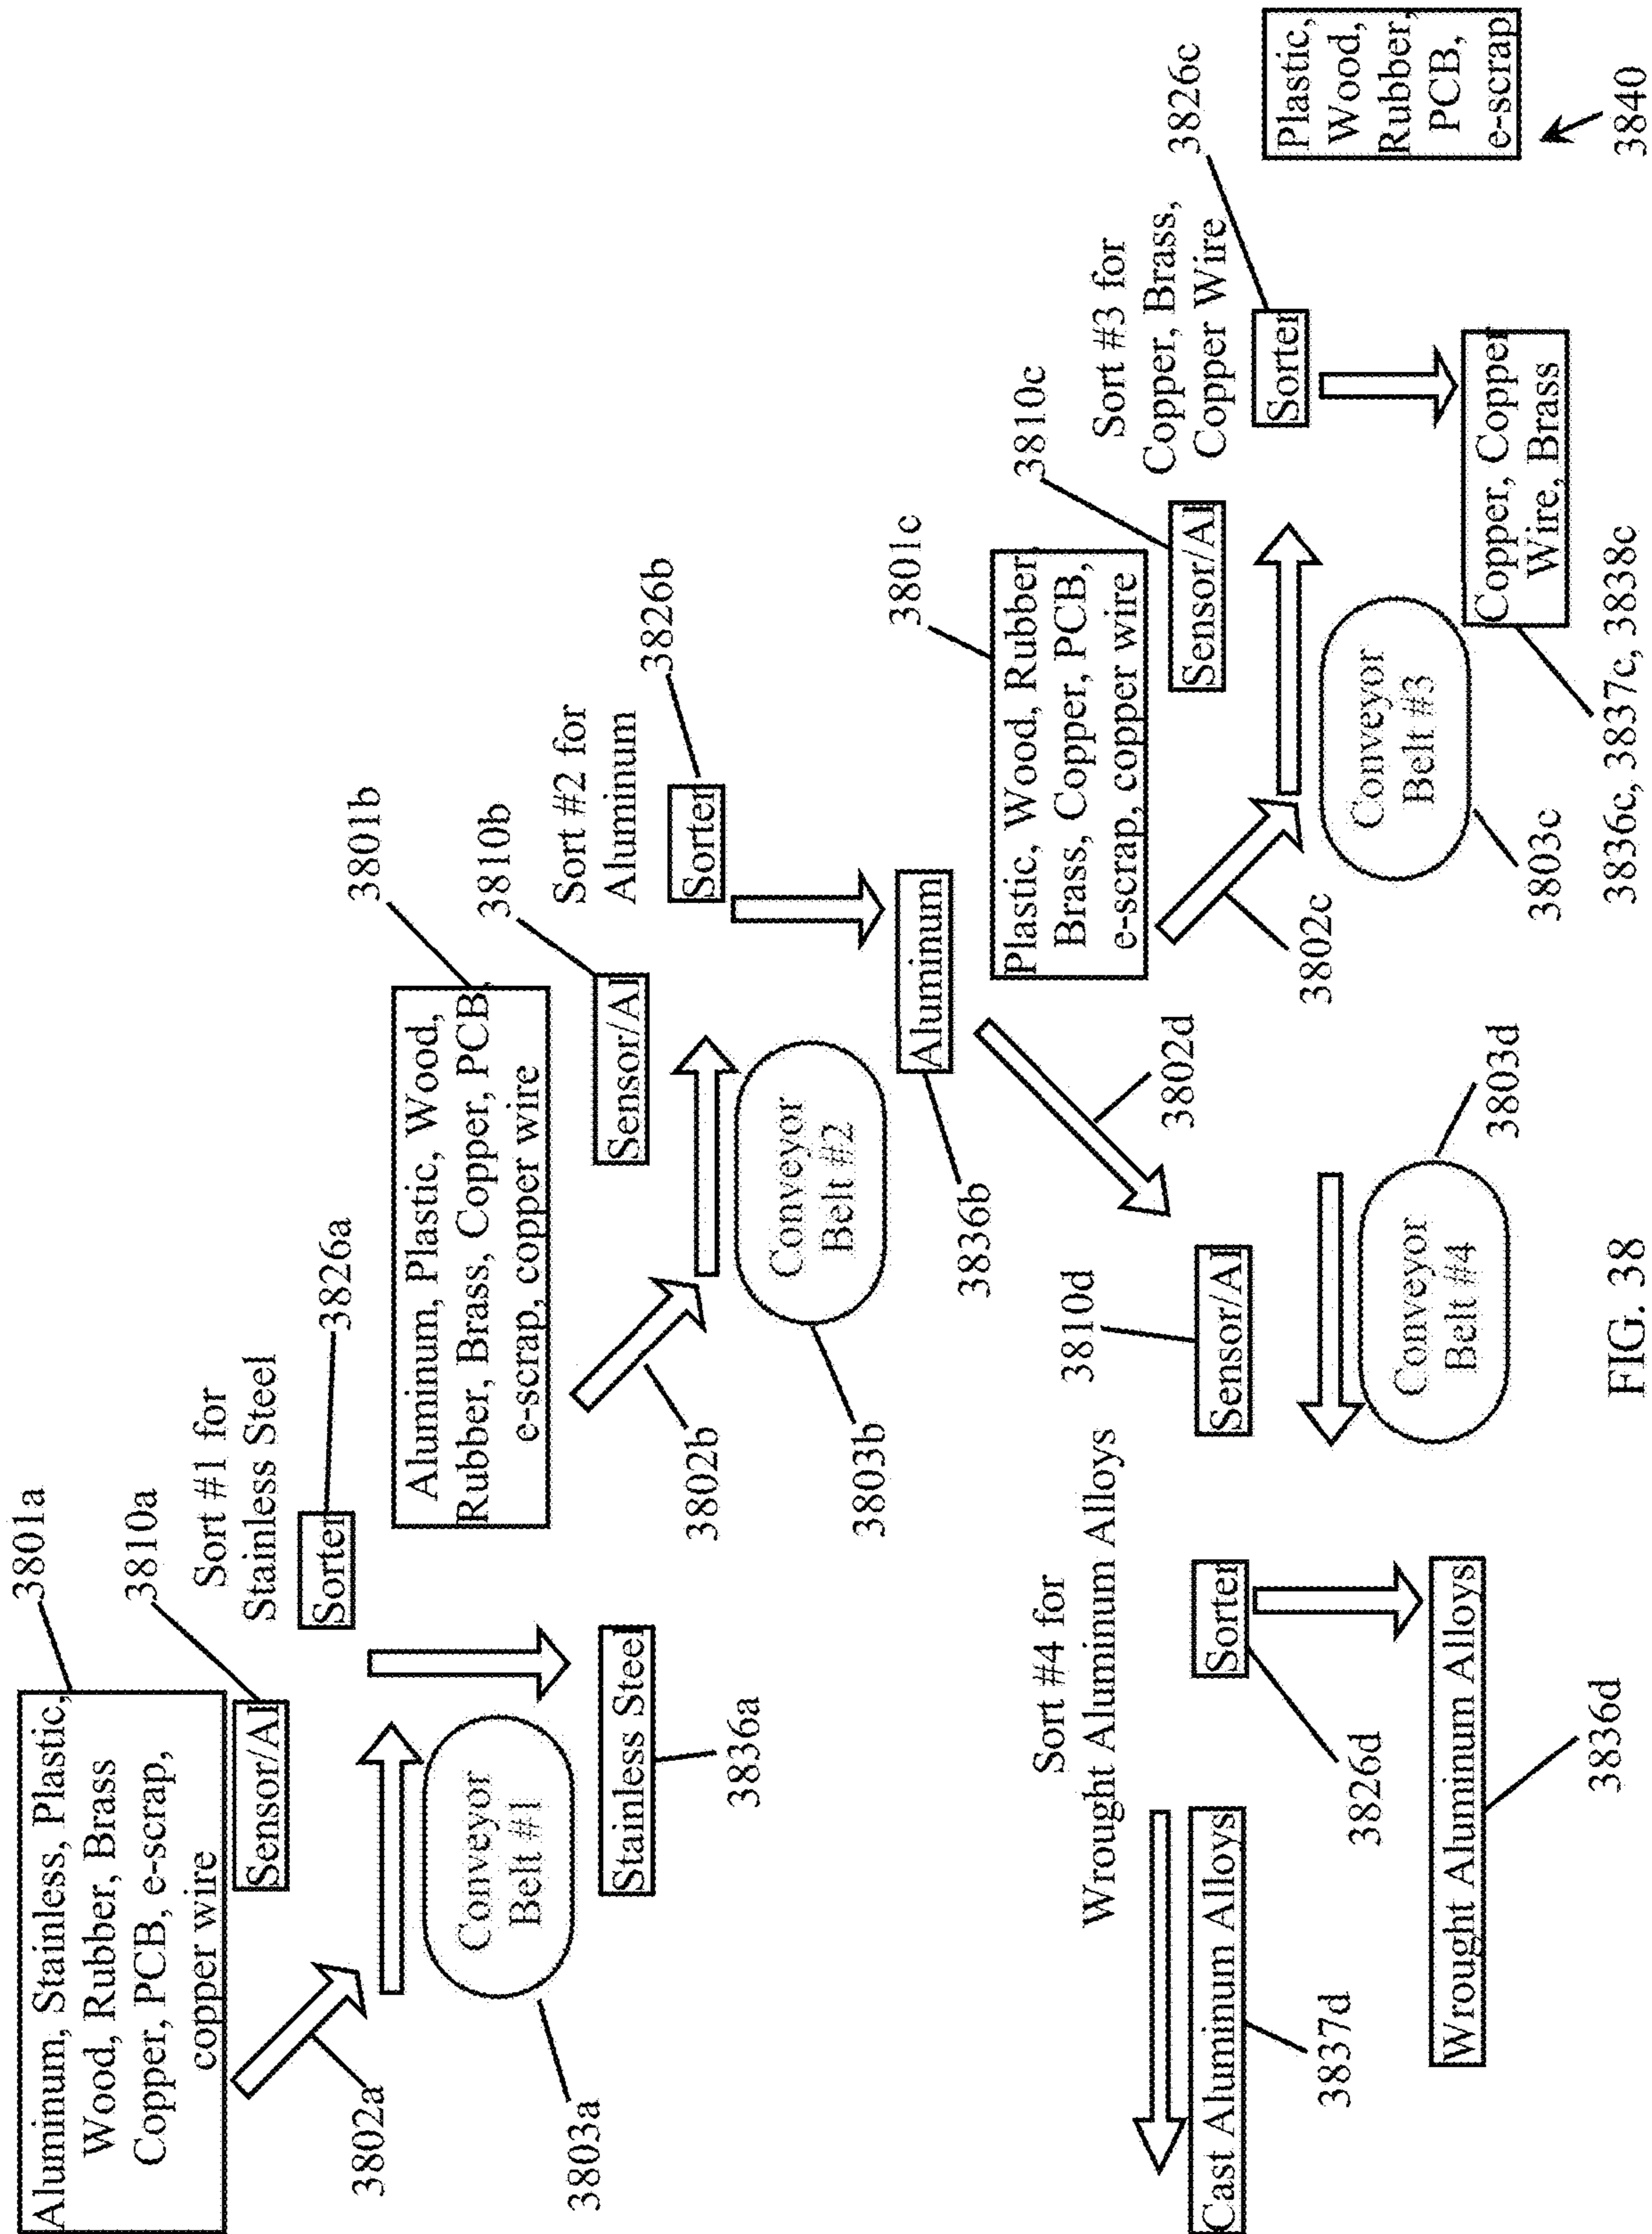 3801a
Aluminum, Stainless, Plastic,
Wood, Rubber, Brass
Copper, PCB, e-scrap,
copper wire
3810a
Sensor/AI
Sort #1 for
Stainless Steel
3826a
Sorter
3802a
Conveyor
Belt #1
3803a
Stainless Steel
3836a
3801b
Aluminum, Plastic, Wood,
Rubber, Brass, Copper, PCB,
e-scrap, copper wire
3810b
Sensor/AI
Sort #2 for
Aluminum
3826b
Sorter
3802b
Conveyor
Belt #2
3803b
Aluminum
3836b
3801c
Plastic, Wood, Rubber,
Brass, Copper, PCB,
e-scrap, copper wire
3810c
Sensor/AI
Sort #3 for
Copper, Brass,
Copper Wire
3826c
Sorter
3802c
Conveyor
Belt #3
3803c
Copper, Copper
Wire, Brass
3836c, 3837c, 3838c
Plastic,
Wood,
Rubber,
PCB,
e-scrap
3840
3802d
3810d
Sensor/AI
Conveyor
Belt #4
3803d
Sort #4 for
Wrought Aluminum Alloys
Sorter
3826d
Cast Aluminum Alloys
3837d
Wrought Aluminum Alloys
3836d
FIG. 38